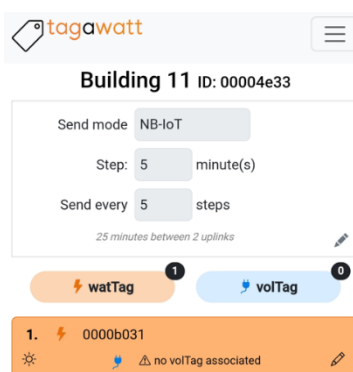 tagawatt
Building 11 ID: 00004e33
Send mode NB-IoT
Step: 5 minute(s)
Send every 5 steps
25 minutes between 2 uplinks
1 0
watTag volTag
1. 0000b031
⚠ no volTag associated